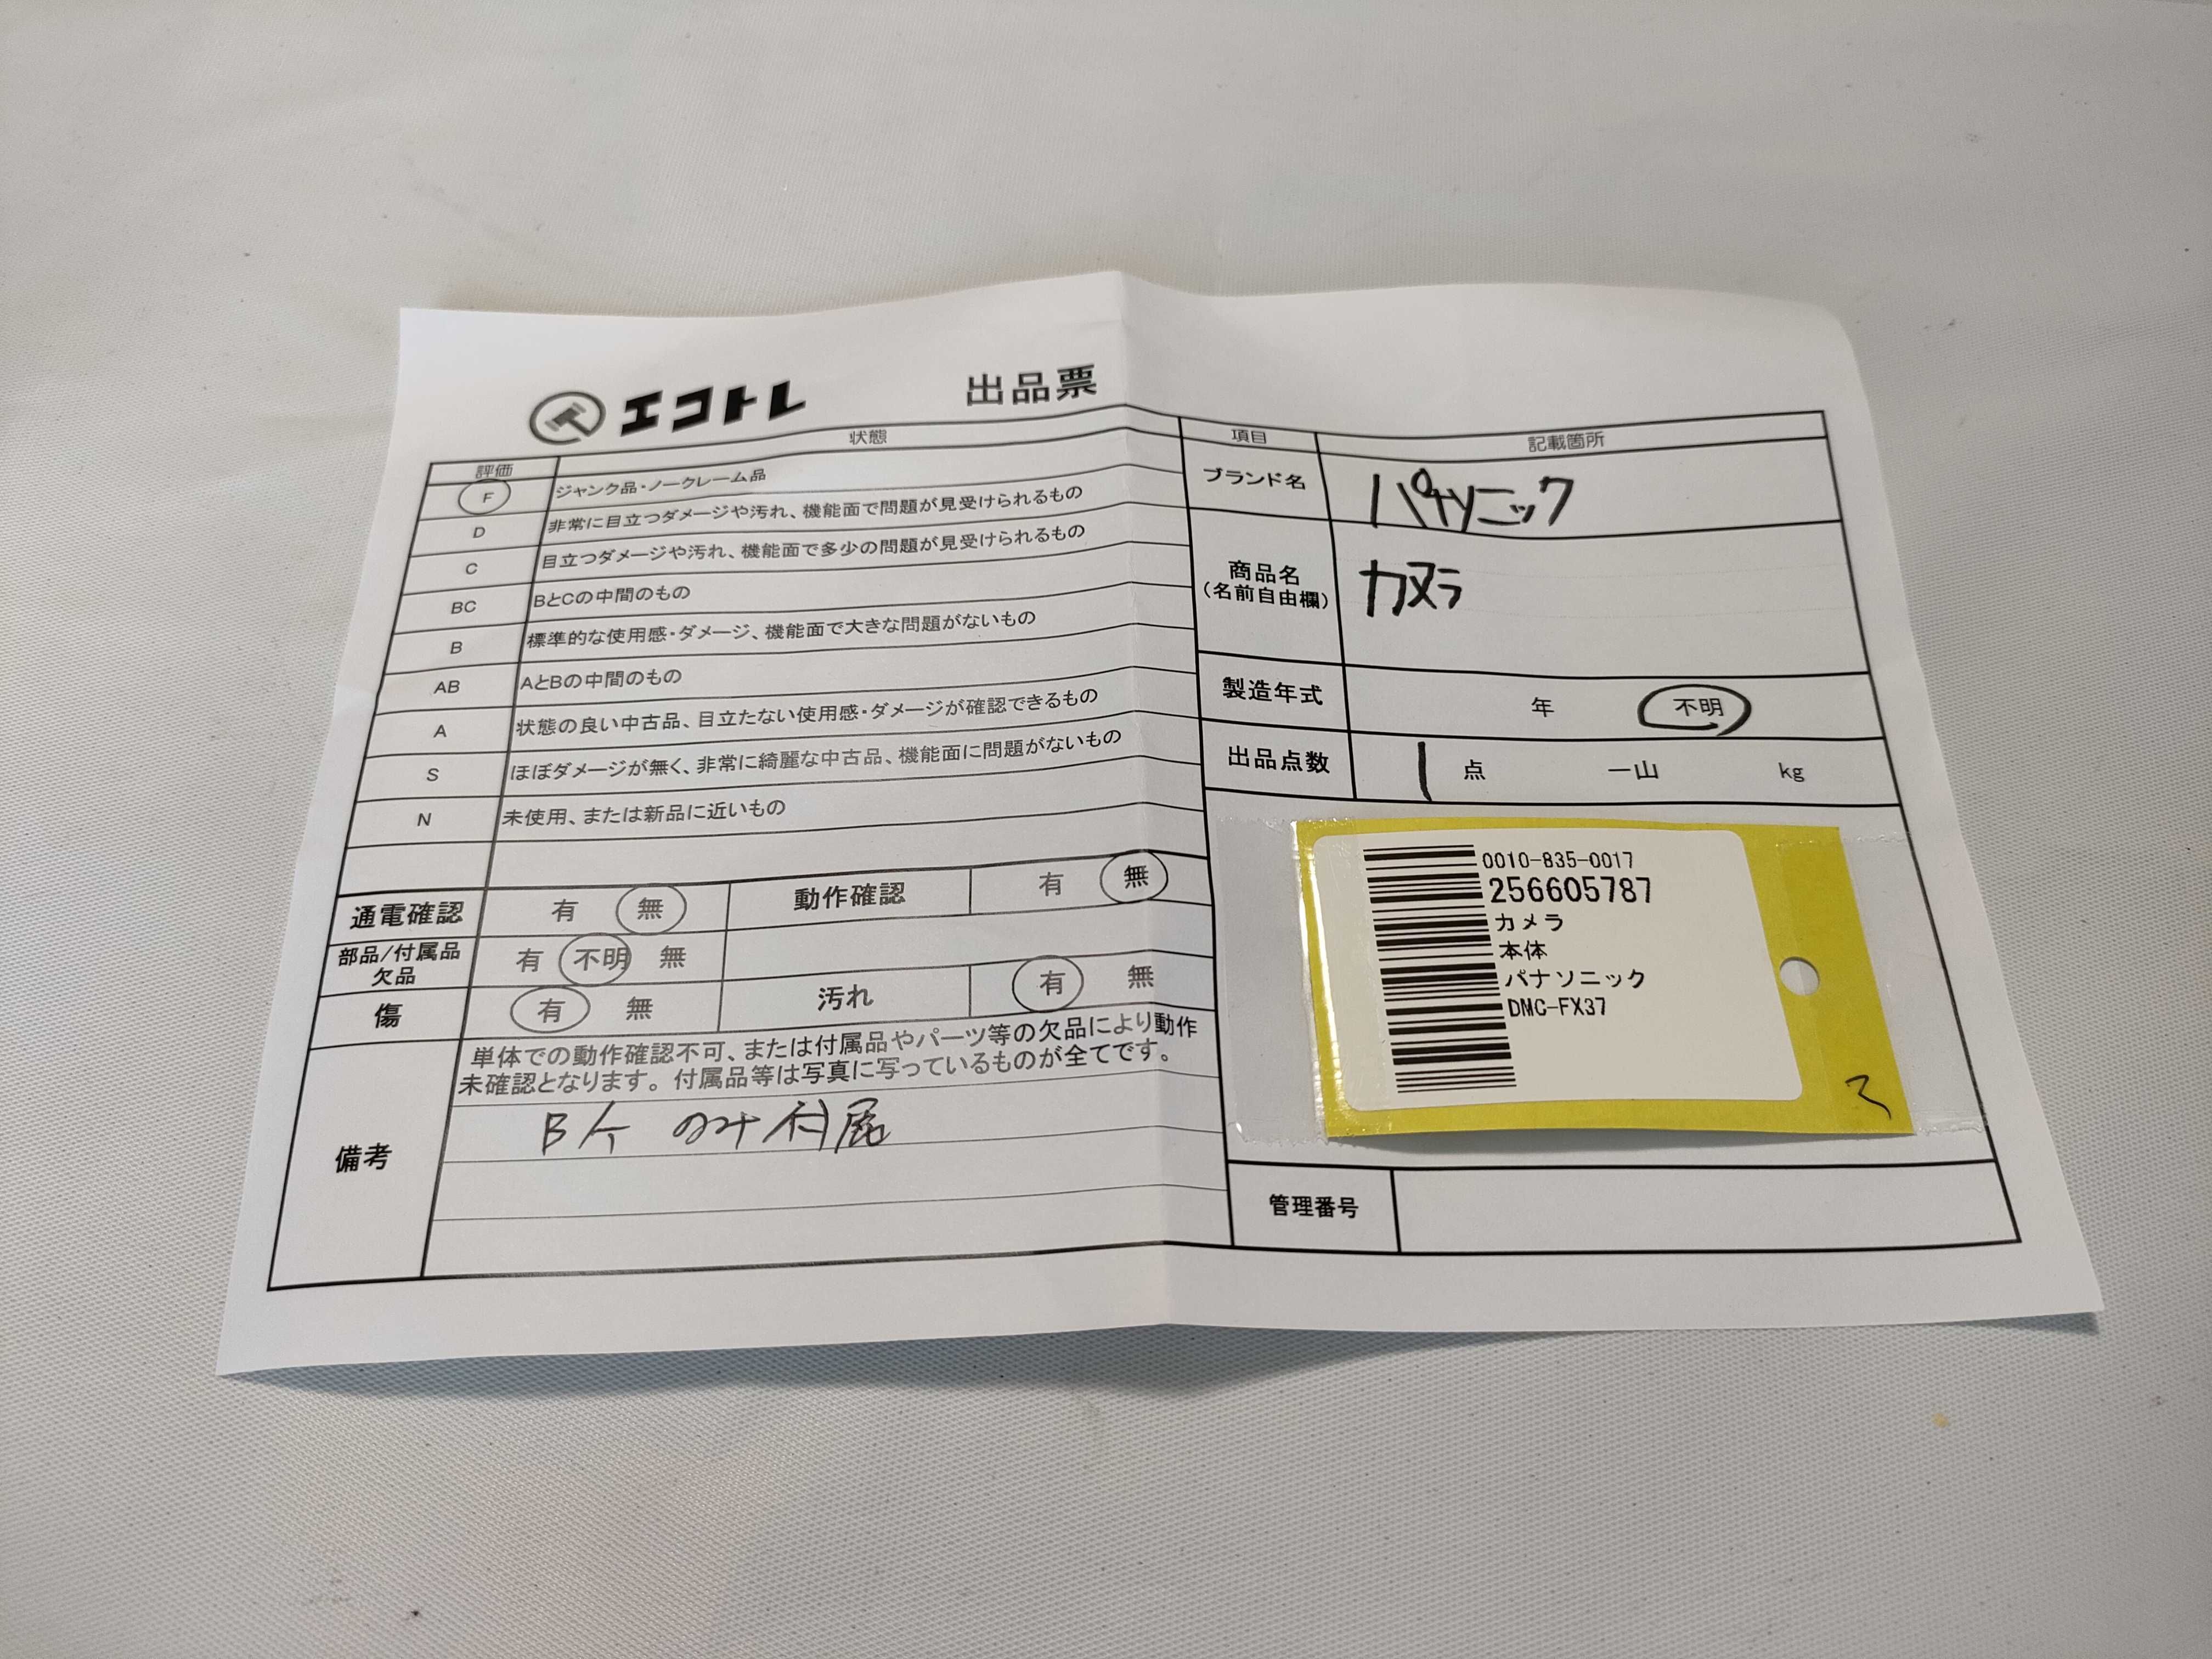 エコトレ 出品票
評価 状態
F ジャンク品・ノークレーム品
D 非常に目立つダメージや汚れ、機能面で問題が見受けられるもの
C 目立つダメージや汚れ、機能面で多少の問題が見受けられるもの
BC BとCの中間のもの
B 標準的な使用感・ダメージ、機能面で大きな問題がないもの
AB AとBの中間のもの
A 状態の良い中古品、目立たない使用感・ダメージが確認できるもの
S ほぼダメージが無く、非常に綺麗な中古品、機能面に問題がないもの
N 未使用、または新品に近いもの
通電確認 有 無 動作確認 有 無
部品/付属品
欠品 有 不明 無
傷 有 無 汚れ 有 無
備考
単体での動作確認不可、または付属品やパーツ等の欠品により動作
未確認となります。付属品等は写真に写っているものが全てです。
のみ付属
項目 記載箇所
ブランド名 パナソニック
商品名
(名前自由欄) カメラ
製造年式 年 不明
出品点数 1 点 一山 kg
0010-835-0017
256605787
カメラ
本体
パナソニック
DMC-FX37
管理番号